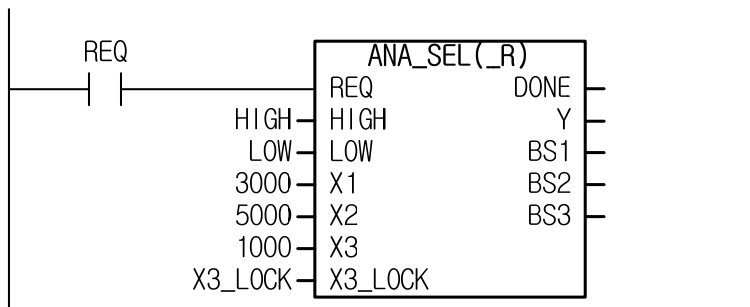 REQ
ANA_SEL(_R)
REQ DONE
HIGH HIGH Y
LOW LOW BS1
3000 X1 BS2
5000 X2 BS3
1000 X3
X3_LOCK X3_LOCK